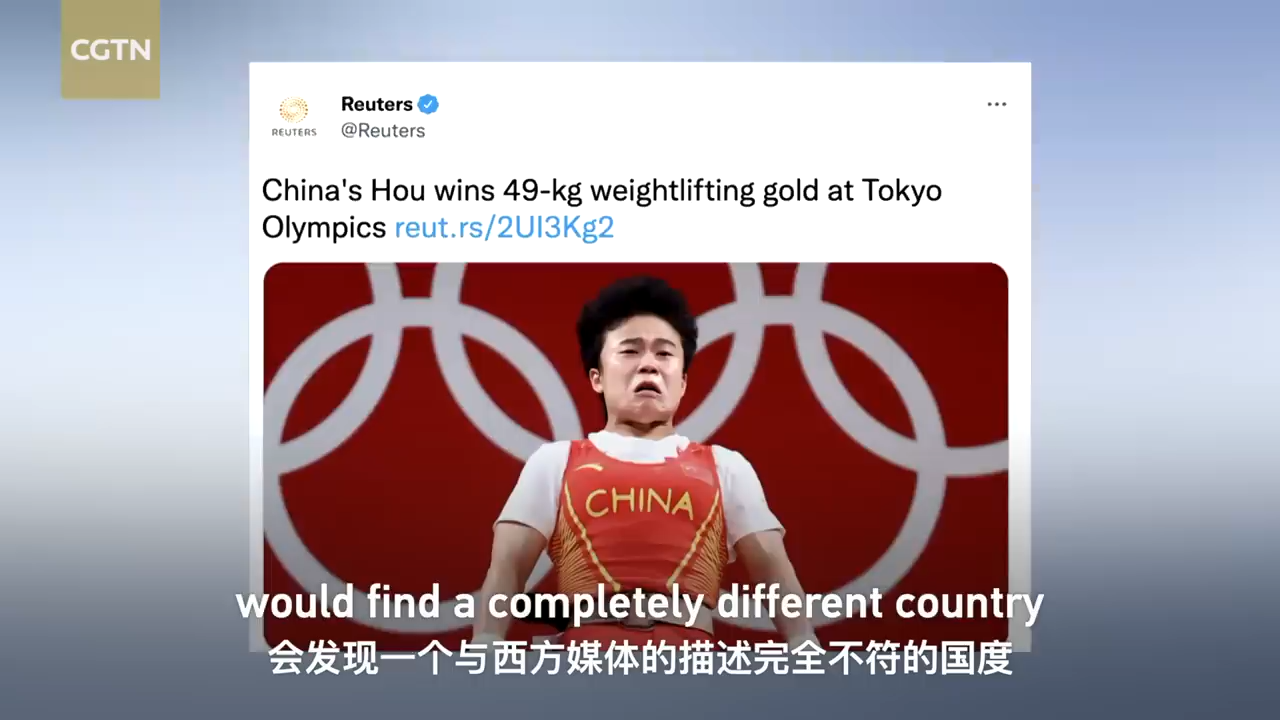 CGTN
Reuters
@Reuters
REUTERS
China's Hou wins 49-kg weightlifting gold at Tokyo
Olympics reut.rs/2UI3Kg2
CHINA
would find a completely different country
会发现一个与西方媒体的描述完全不符的国度